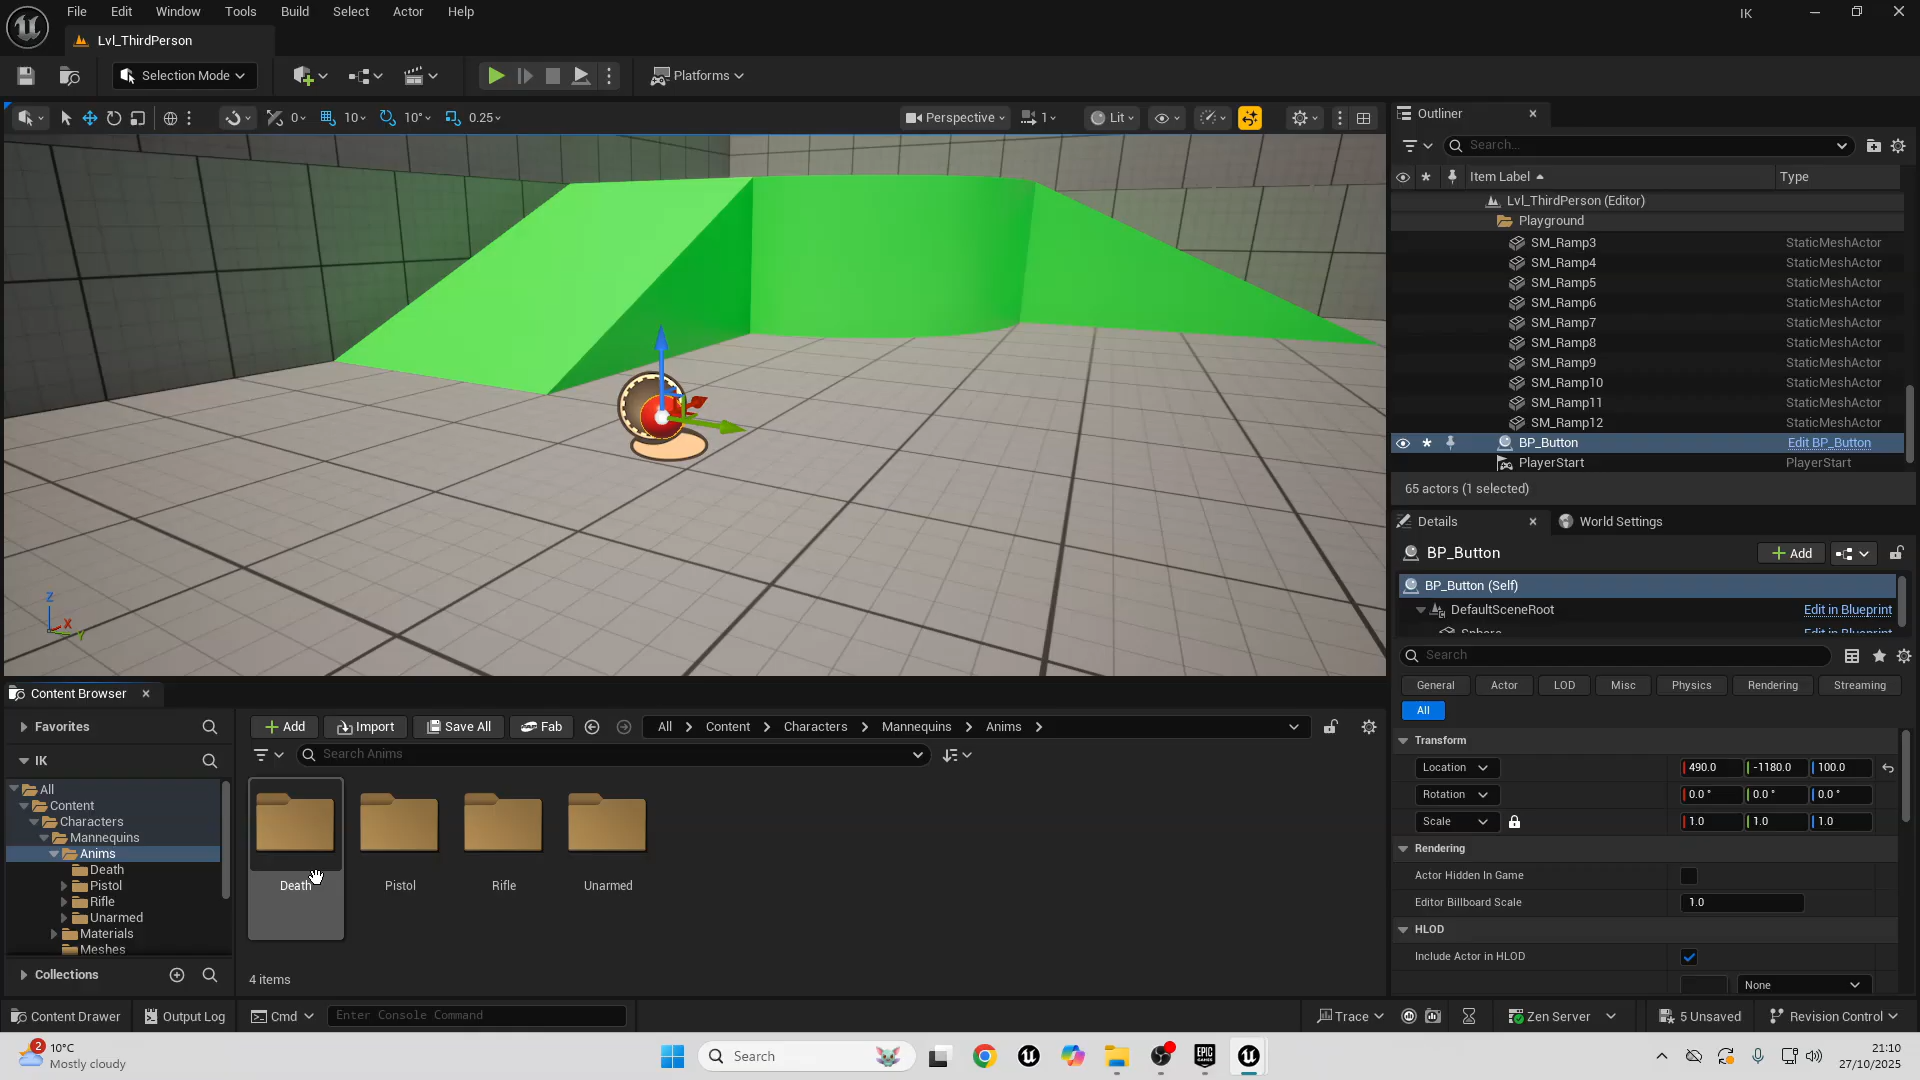 File Edit View Window Tools Build Select Actor Help IK
Lvl_ThirdPerson
Selection Mode Platforms
0 10 10° 0.25 Perspective 1 Lit
Z
X
Y
Outliner
Search...
Item Label Type
Lvl_ThirdPerson (Editor)
Playground
SM_Ramp3 StaticMeshActor
SM_Ramp4 StaticMeshActor
SM_Ramp5 StaticMeshActor
SM_Ramp6 StaticMeshActor
SM_Ramp7 StaticMeshActor
SM_Ramp8 StaticMeshActor
SM_Ramp9 StaticMeshActor
SM_Ramp10 StaticMeshActor
SM_Ramp11 StaticMeshActor
SM_Ramp12 StaticMeshActor
BP_Button Edit BP_Button
PlayerStart PlayerStart
65 actors (1 selected)
Details World Settings
BP_Button Add
BP_Button (Self)
DefaultSceneRoot Edit in Blueprint
Sphere Edit in Blueprint
Search
General Actor LOD Misc Physics Rendering Streaming
All
Transform
Location 490.0 -1180.0 100.0
Rotation 0.0 ° 0.0 ° 0.0 °
Scale 1.0 1.0 1.0
Rendering
Actor Hidden In Game
Editor Billboard Scale 1.0
HLOD
Include Actor in HLOD
None
Content Browser
Favorites
IK
All
Content
Characters
Mannequins
Anims
Death
Pistol
Rifle
Unarmed
Materials
Meshes
Collections
Add Import Save All Fab All Content Characters Mannequins Anims
Search Anims
Death Pistol Rifle Unarmed
4 items
Content Drawer Output Log Cmd Enter Console Command Trace Zen Server 5 Unsaved Revision Control
2
10°C
Mostly cloudy
Search
EPIC
GAMES
21:10
27/10/2025